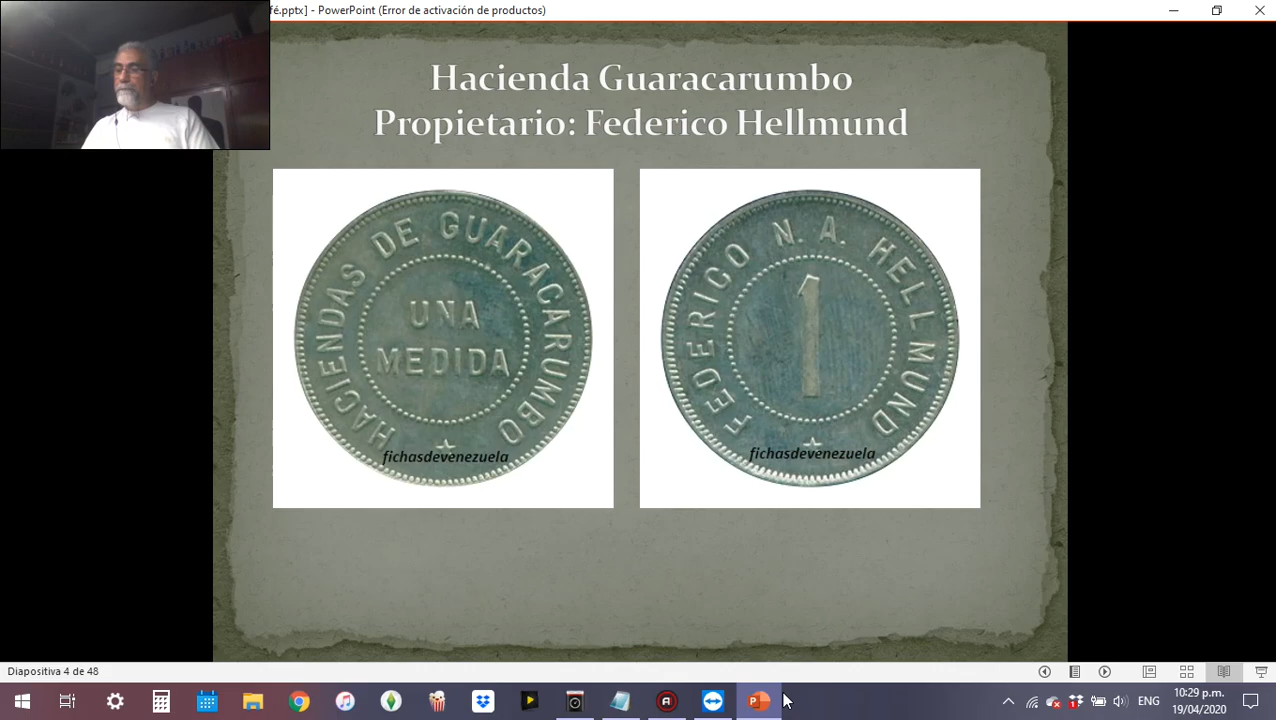 fé.pptx] - PowerPoint (Error de activación de productos)
Hacienda Guaracarumbo
Propietario: Federico Hellmund
HACIENDAS DE GUARACARUMBO
UNA
MEDIDA
fichasdevenezuela
FEDERICO N. A. HELLMUND
1
fichasdevenezuela
Diapositiva 4 de 48
ENG
10:29 p.m.
19/04/2020